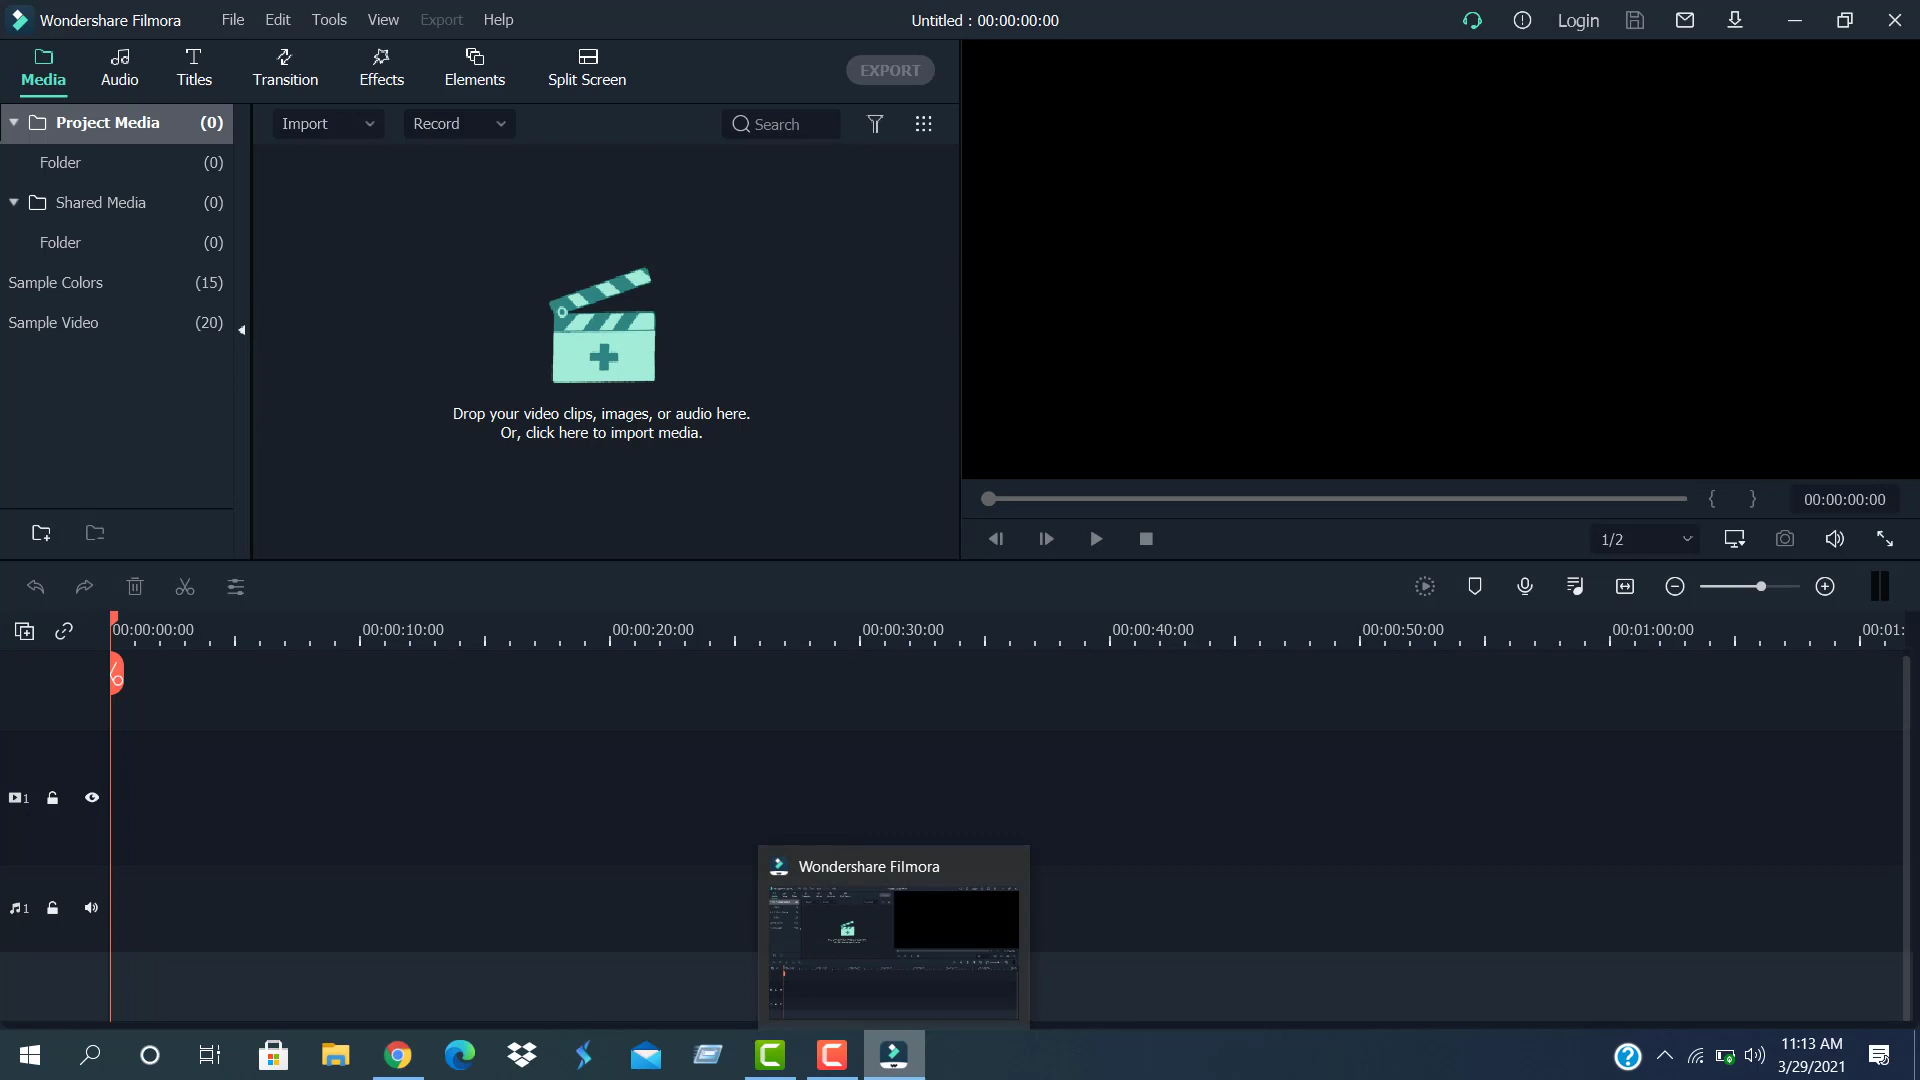 Wondershare Filmora File Edit Tools View Export Help Untitled : 00:00:00:00 Login
Media Audio Titles Transition Effects Elements Split Screen EXPORT
Project Media (0)
Import Record Search
Folder (0)
Shared Media (0)
Folder (0)
Sample Colors (15)
Sample Video (20)
Drop your video clips, images, or audio here.
Or, click here to import media.
{ } 00:00:00:00
1/2
00:00:00:00 00:00:10:00 00:00:20:00 00:00:30:00 00:00:40:00 00:00:50:00 00:01:00:00 00:01:
1
Wondershare Filmora
1
11:13 AM
3/29/2021